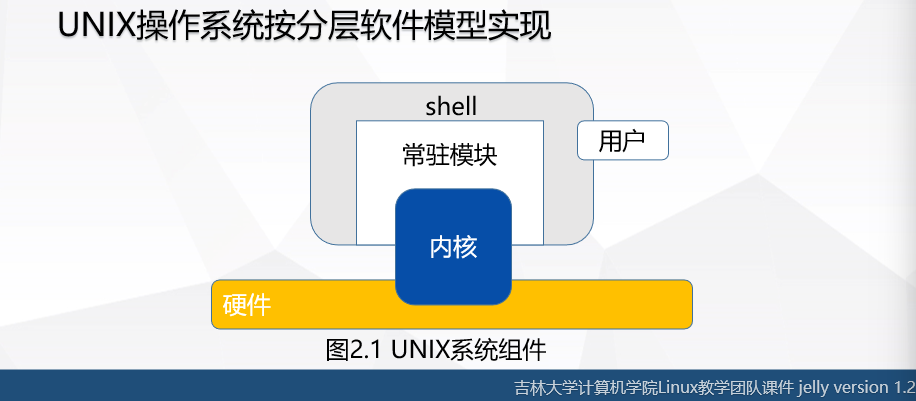 UNIX操作系统按分层软件模型实现
shell
常驻模块
用户
内核
硬件
图2.1 UNIX系统组件
吉林大学计算机学院Linux教学团队课件 jelly version 1.2